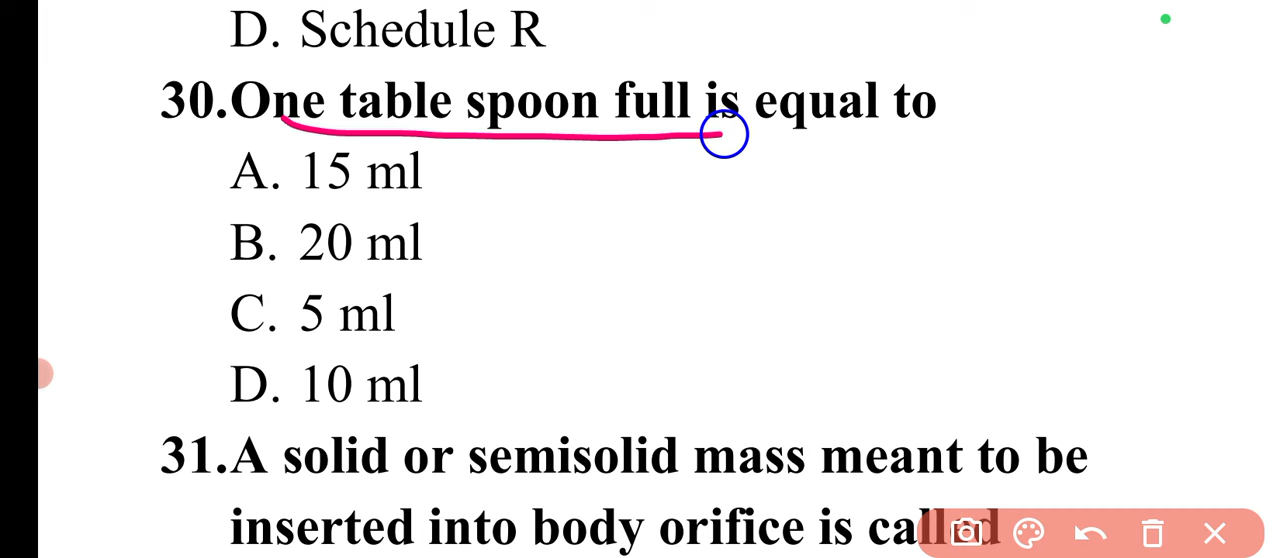 D. Schedule R
30.One table spoon full is equal to
A. 15 ml
B. 20 ml
C. 5 ml
D. 10 ml
31.A solid or semisolid mass meant to be
inserted into body orifice is called